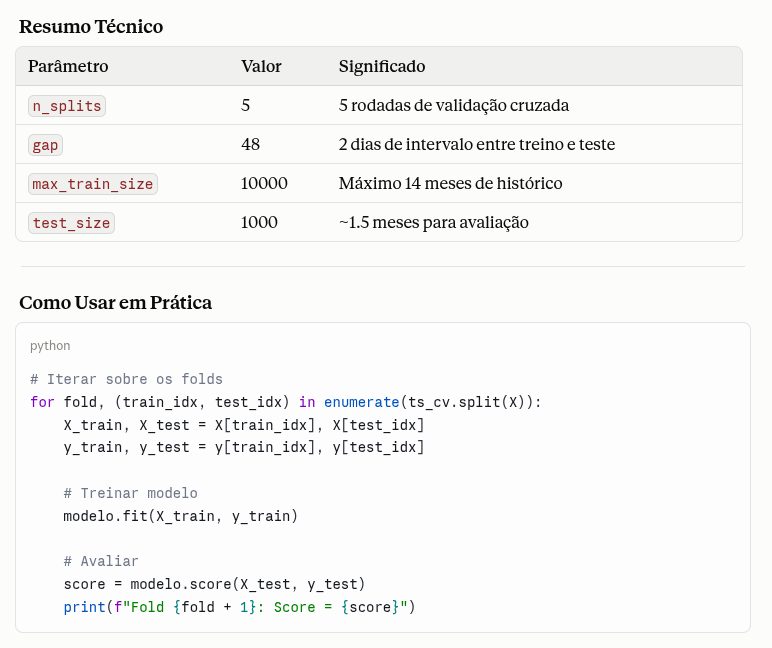 Resumo Técnico
Parâmetro Valor Significado
n_splits 5 5 rodadas de validação cruzada
gap 48 2 dias de intervalo entre treino e teste
max_train_size 10000 Máximo 14 meses de histórico
test_size 1000 ~1.5 meses para avaliação
Como Usar em Prática
python
# Iterar sobre os folds
for fold, (train_idx, test_idx) in enumerate(ts_cv.split(X)):
    X_train, X_test = X[train_idx], X[test_idx]
    y_train, y_test = y[train_idx], y[test_idx]
    # Treinar modelo
    modelo.fit(X_train, y_train)
    # Avaliar
    score = modelo.score(X_test, y_test)
    print(f"Fold {fold + 1}: Score = {score}")